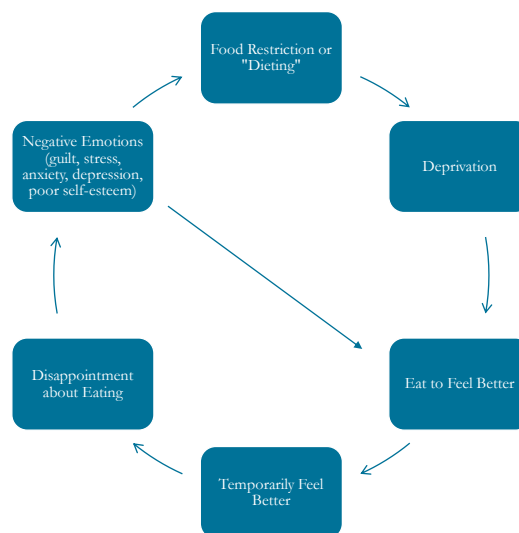 Food Restriction or
"Dieting"
Deprivation
Eat to Feel Better
Temporarily Feel
Better
Disappointment
about Eating
Negative Emotions
(guilt, stress,
anxiety, depression,
poor self-esteem)